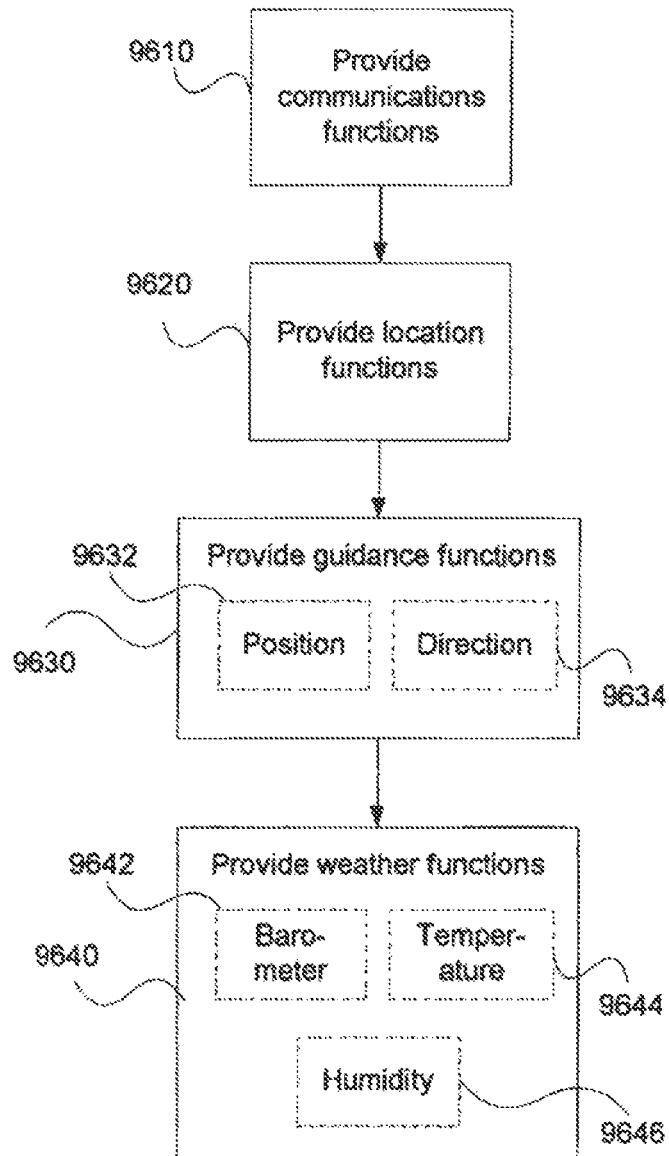 9610
Provide
communications
functions
9620
Provide location
functions
9632
Provide guidance functions
Position
Direction
9630
9634
9642
Provide weather functions
Baro-
meter
Temper-
ature
9640
9644
Humidity
9646